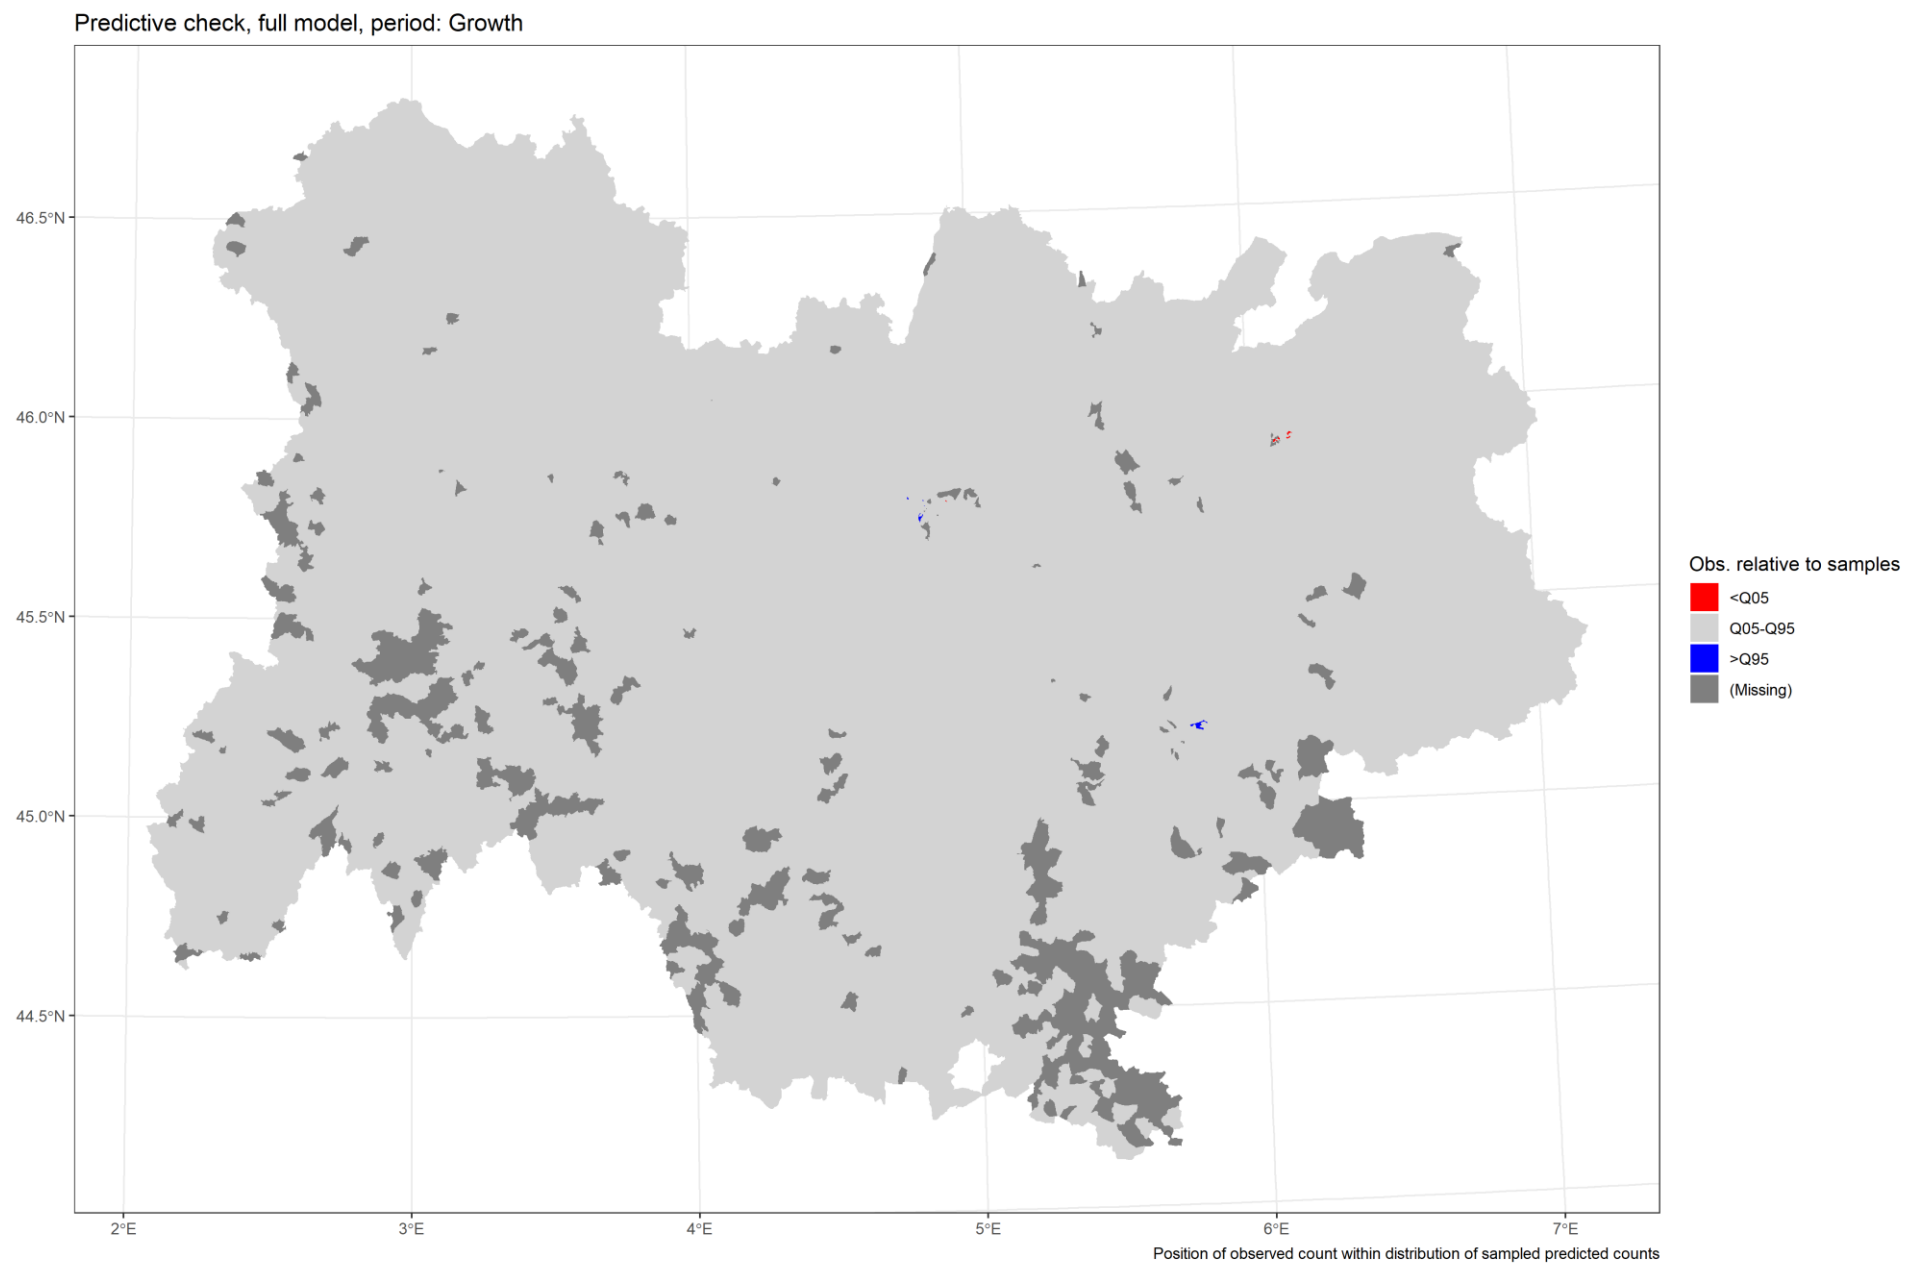 Predictive check, full model, period: Growth
46.5°N
46.0°N
45.5°N
45.0°N
44.5°N
2°E
3°E
4°E
5°E
6°E
7°E
Position of observed count within distribution of sampled predicted counts
Obs. relative to samples
<Q05
Q05-Q95
>Q95
(Missing)